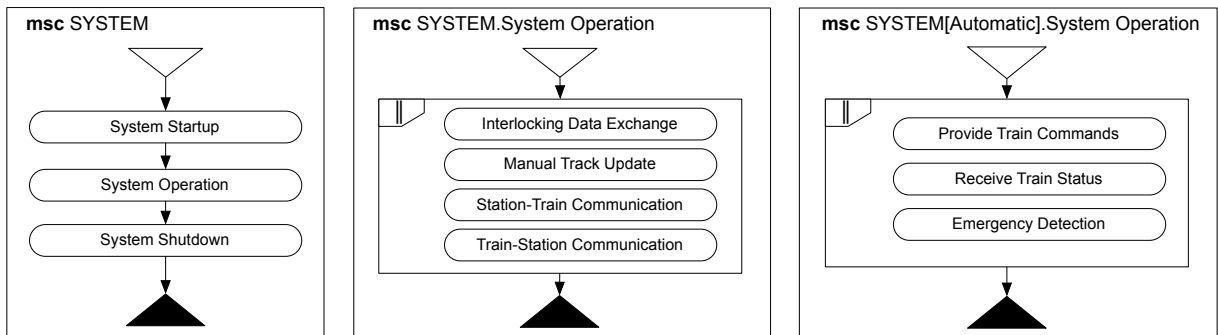 msc SYSTEM
System Startup
System Operation
System Shutdown
msc SYSTEM.System Operation
||
Interlocking Data Exchange
Manual Track Update
Station-Train Communication
Train-Station Communication
msc SYSTEM[Automatic].System Operation
||
Provide Train Commands
Receive Train Status
Emergency Detection